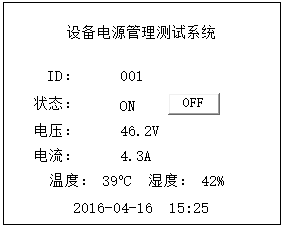 设备电源管理测试系统
ID： 001
状态： ON OFF
电压： 46.2V
电流： 4.3A
温度： 39℃ 湿度： 42%
2016-04-16 15:25